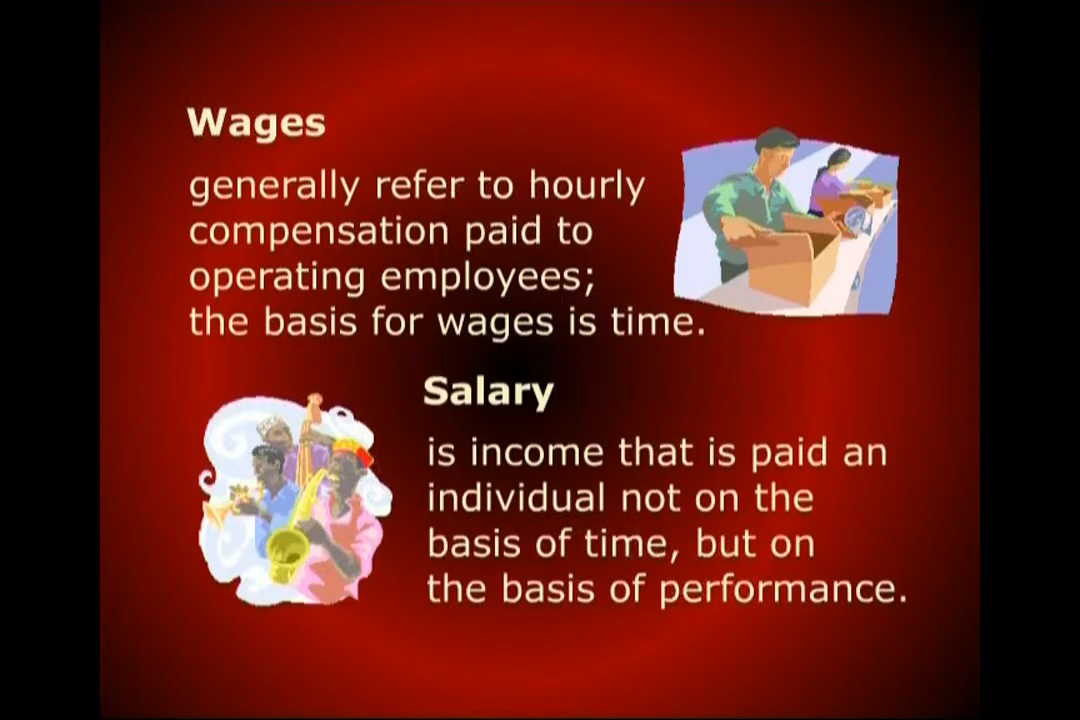 Wages
generally refer to hourly
compensation paid to
operating employees;
the basis for wages is time.
Salary
is income that is paid an
individual not on the
basis of time, but on
the basis of performance.